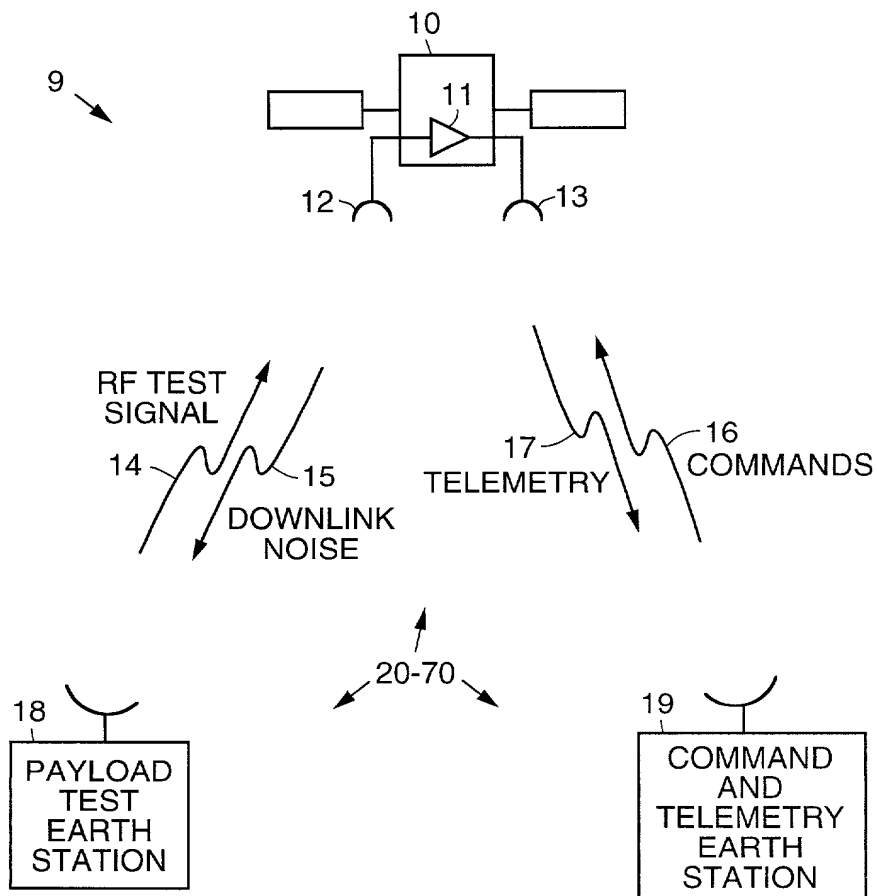 10
9
11
12
13
RF TEST
SIGNAL
14
15
DOWNLINK
NOISE
17
TELEMETRY
16
COMMANDS
20-70
18
PAYLOAD
TEST
EARTH
STATION
19
COMMAND
AND
TELEMETRY
EARTH
STATION